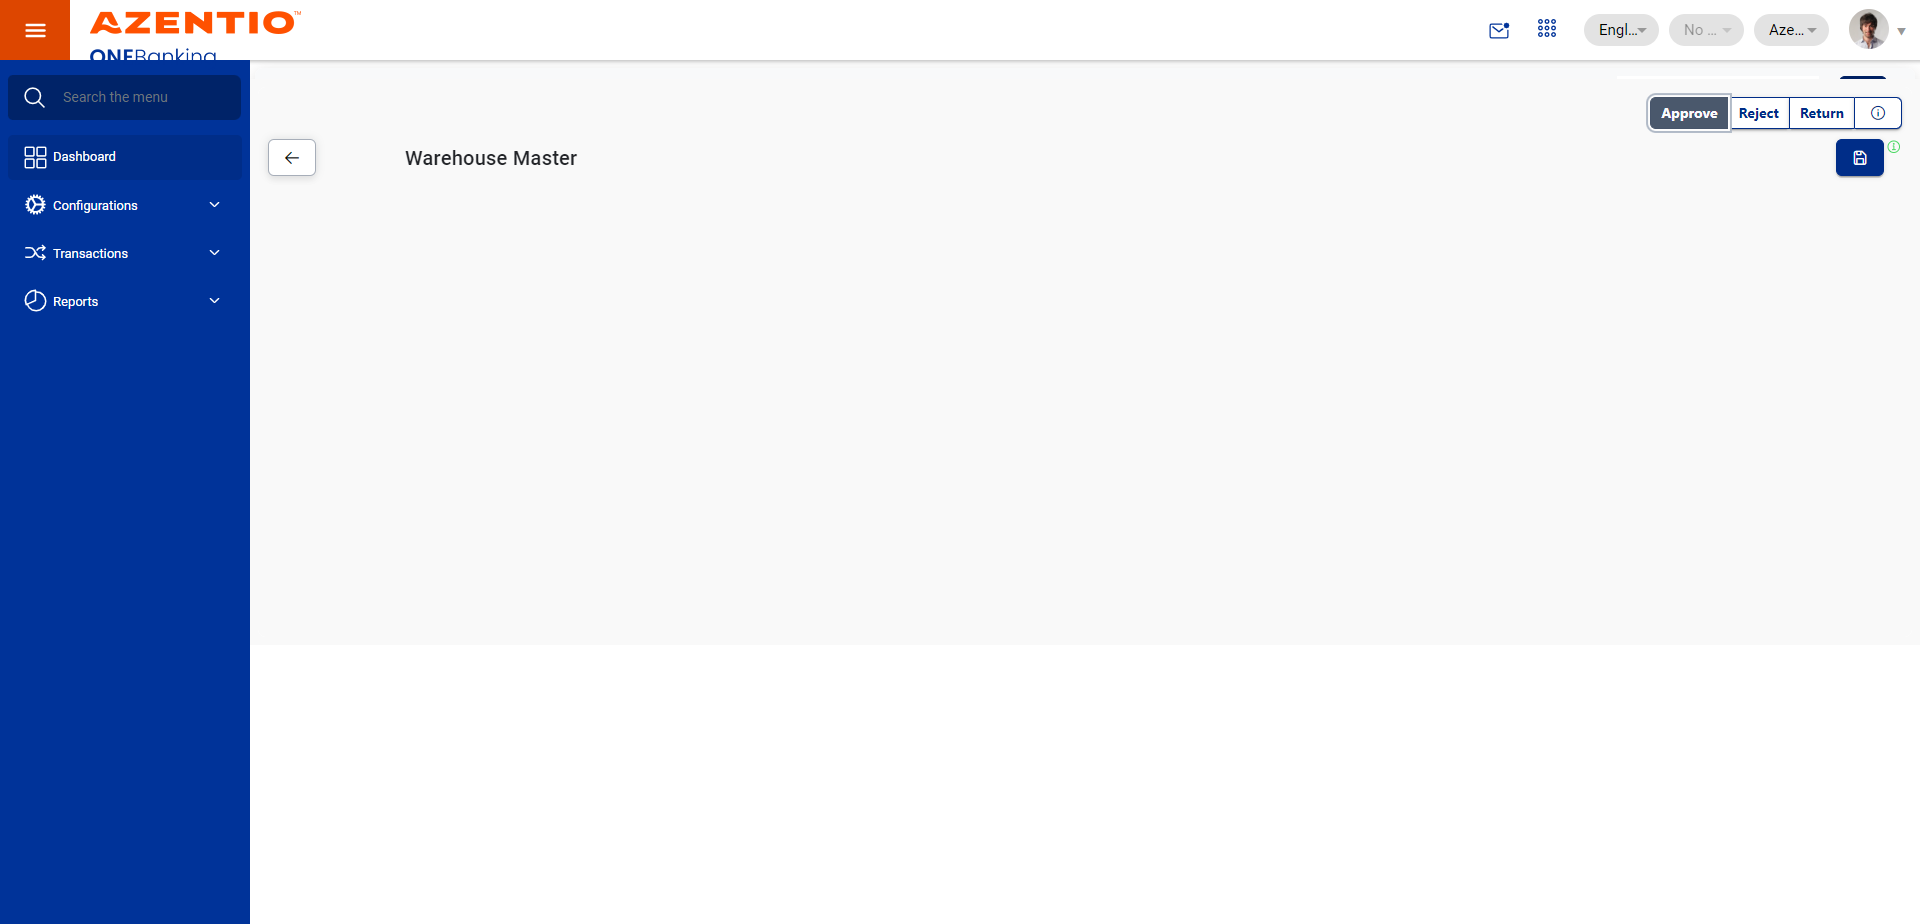 AZENTIO™
ONEBanking
Engl...
No ...
Aze...
Search the menu
Approve
Reject
Return
Dashboard
Warehouse Master
Configurations
Transactions
Reports